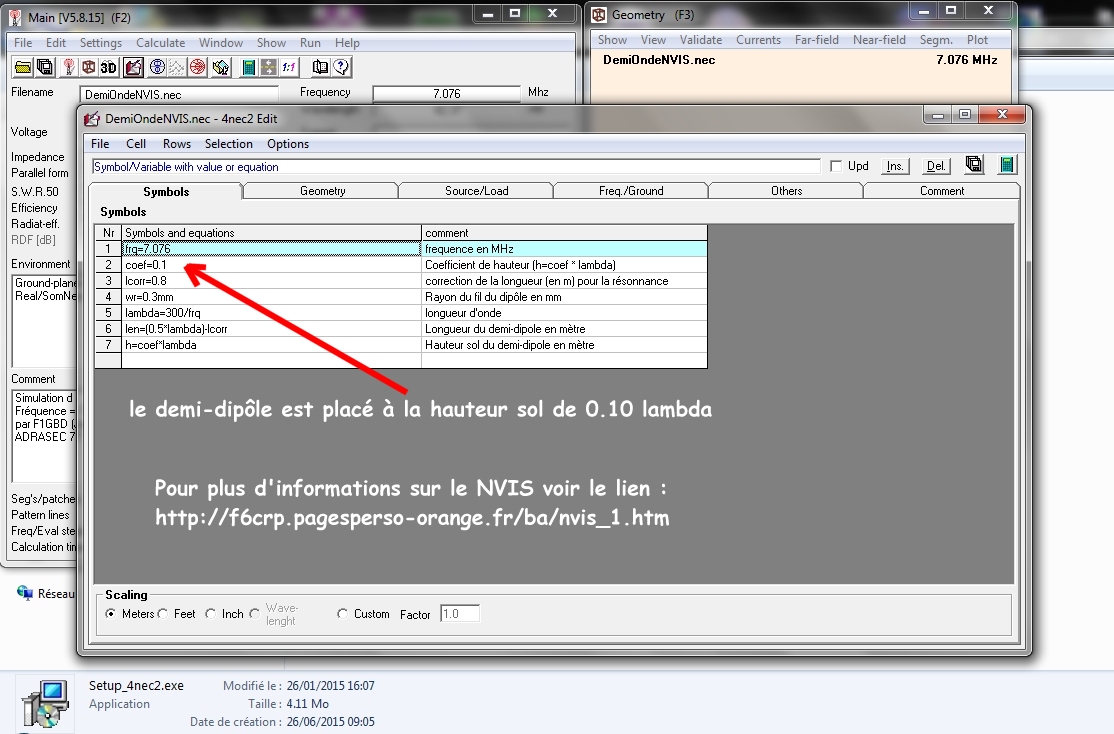 Main [V5.8.15] (F2)
File Edit Settings Calculate Window Show Run Help
3D 1:1
Filename DemiOndeNVIS.nec Frequency 7.076 Mhz
Voltage
Impedance
Parallel form
S.W.R.50
Efficiency
Radiat-eff.
RDF [dB]
Environment
Ground-plane
Real/SomNe
Comment
Simulation d
Fréquence =
par F1GBD (
ADRASEC 7
Seg's/patche
Pattern lines
Freq/Eval ste
Calculation tim
Réseau
Geometry (F3)
Show View Validate Currents Far-field Near-field Segm. Plot
DemiOndeNVIS.nec 7.076 MHz
DemiOndeNVIS.nec - 4nec2 Edit
File Cell Rows Selection Options
Symbol/Variable with value or equation Upd Ins. Del.
Symbols Geometry Source/Load Freq./Ground Others Comment
Symbols
Nr Symbols and equations comment
1 frq=7.076 frequence en MHz
2 coef=0.1 Coefficient de hauteur (h=coef * lambda)
3 lcorr=0.8 correction de la longueur (en m) pour la résonnance
4 wr=0.3mm Rayon du fil du dipôle en mm
5 lambda=300/frq longueur d'onde
6 len=(0.5*lambda)-lcorr Longueur du demi-dipole en mètre
7 h=coef*lambda Hauteur sol du demi-dipole en mètre
le demi-dipôle est placé à la hauteur sol de 0.10 lambda
Pour plus d'informations sur le NVIS voir le lien :
http://f6crp.pagesperso-orange.fr/ba/nvis_1.htm
Scaling
Meters Feet Inch Wave-
lenght Custom Factor 1.0
Setup_4nec2.exe Modifié le : 26/01/2015 16:07
Application Taille : 4.11 Mo
Date de création : 26/06/2015 09:05